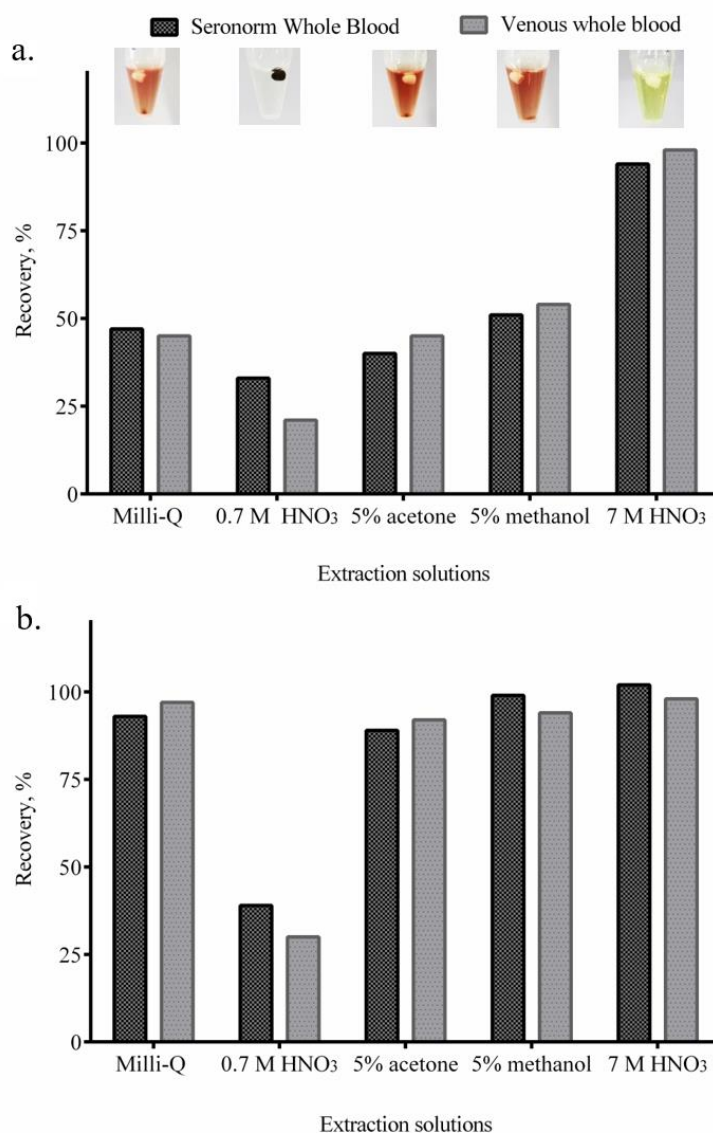 Seronorm Whole Blood
Venous whole blood
a.
100
75
50
25
0
Recovery, %
Milli-Q
0.7 M HNO3
5% acetone
5% methanol
7 M HNO3
Extraction solutions
b.
100
75
50
25
0
Recovery, %
Milli-Q
0.7 M HNO3
5% acetone
5% methanol
7 M HNO3
Extraction solutions